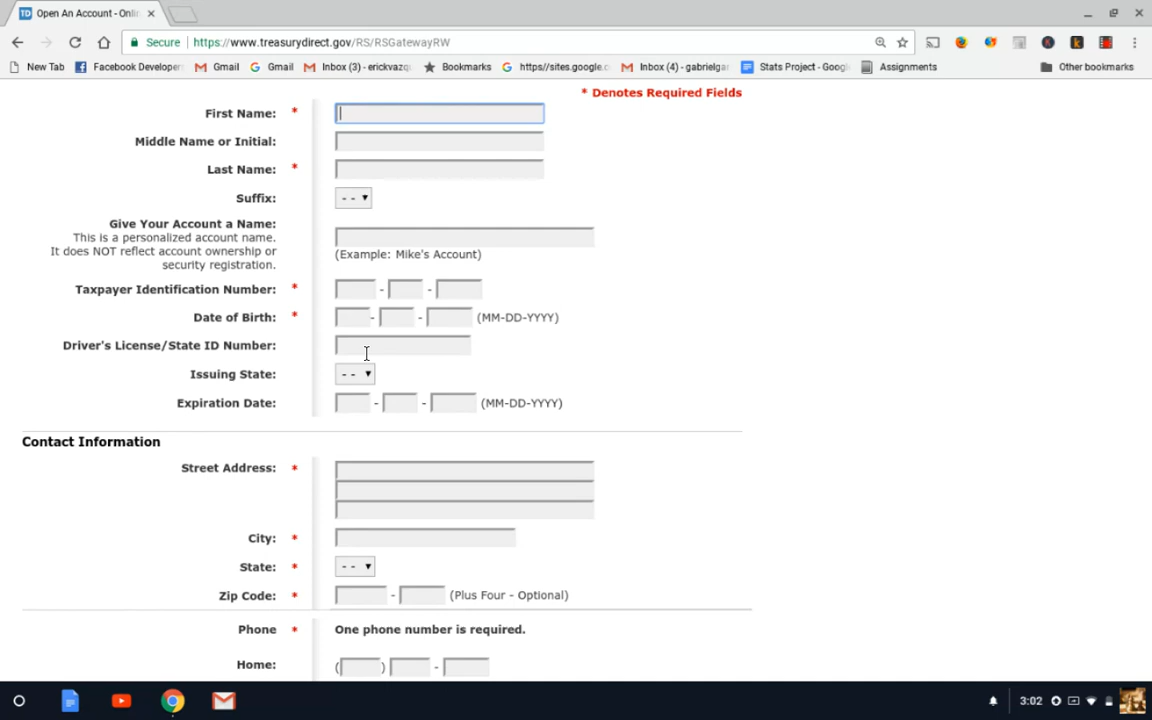 Open An Account - Onlin
Secure https://www.treasurydirect.gov/RS/RSGatewayRW
New Tab Facebook Developer Gmail Gmail Inbox (3) - erickvazq Bookmarks https//sites.google.c Inbox (4) - gabrielga Stats Project - Goog Assignments Other bookmarks
* Denotes Required Fields
First Name: *
Middle Name or Initial:
Last Name: *
Suffix: - -
Give Your Account a Name:
This is a personalized account name.
It does NOT reflect account ownership or
security registration.
(Example: Mike's Account)
Taxpayer Identification Number: * - -
Date of Birth: * - - (MM-DD-YYYY)
Driver's License/State ID Number:
Issuing State: - -
Expiration Date: - - (MM-DD-YYYY)
Contact Information
Street Address: *
City: *
State: * - -
Zip Code: * - (Plus Four - Optional)
Phone * One phone number is required.
Home: ( ) -
3:02